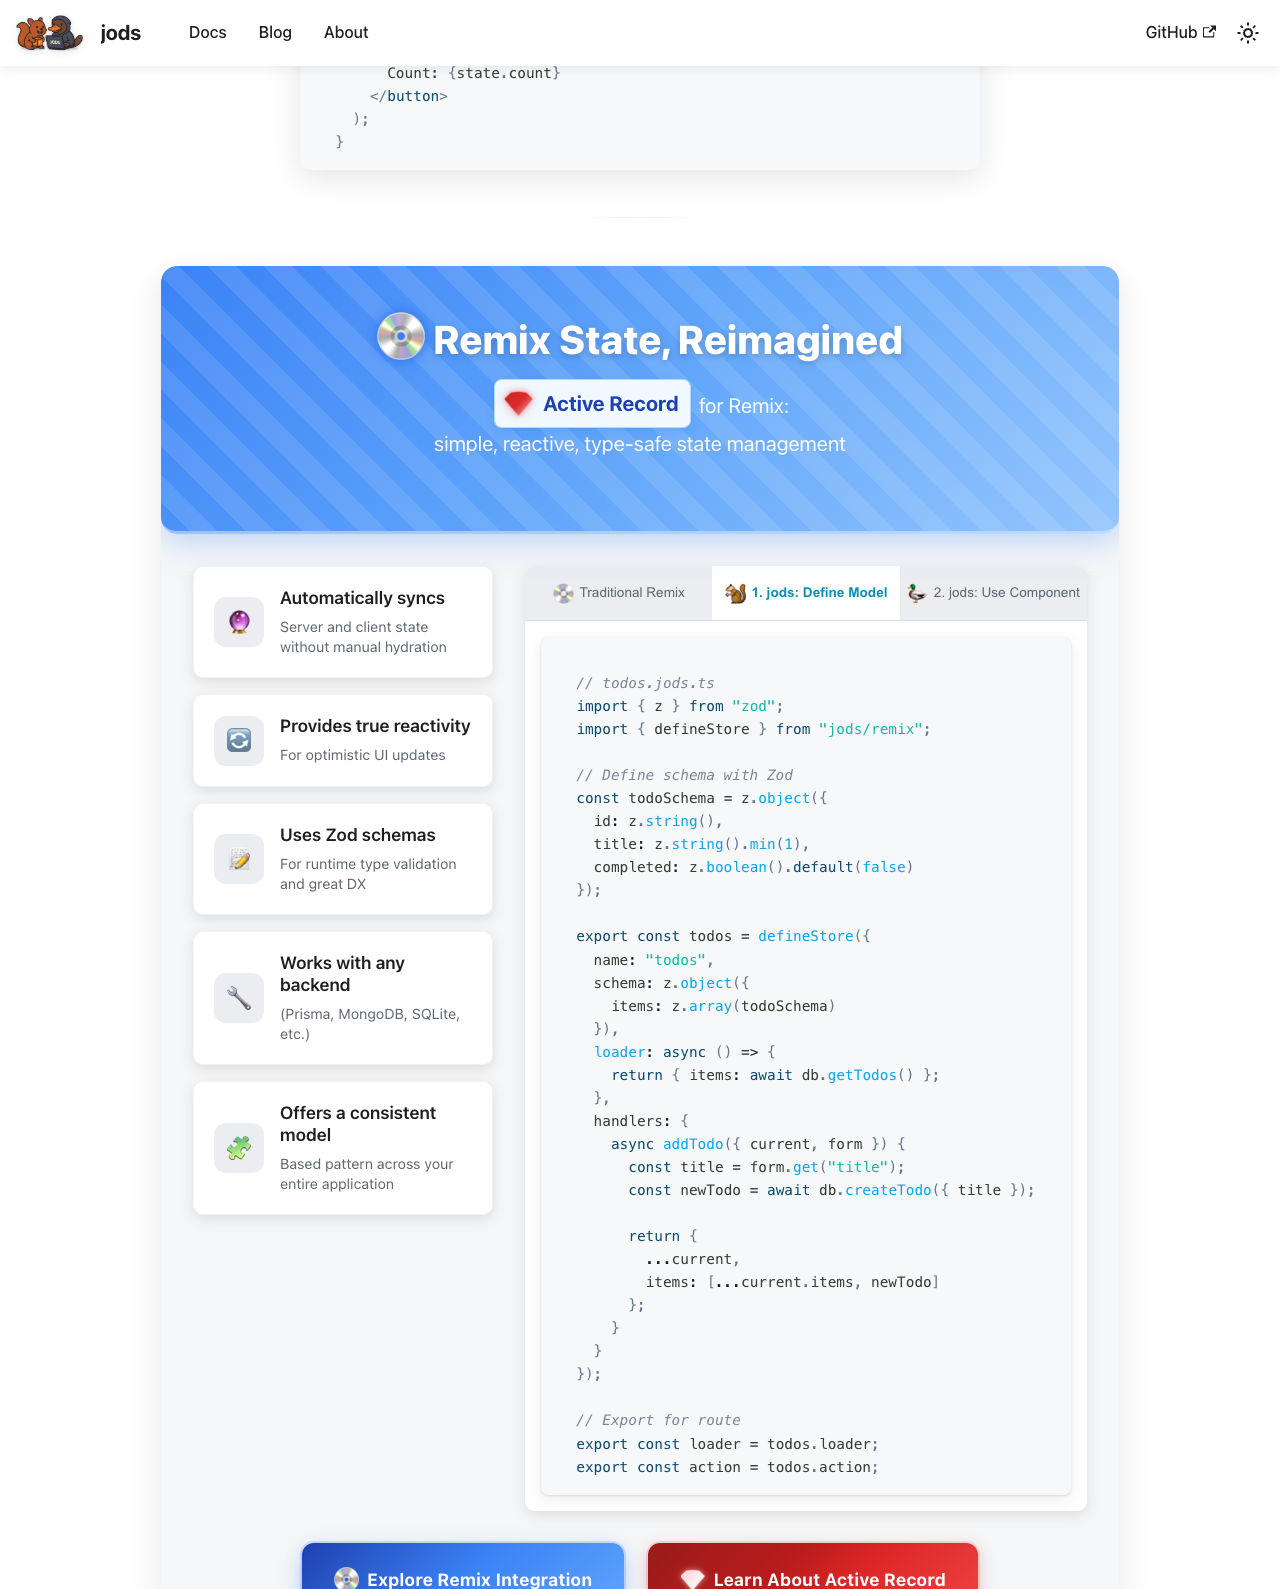 jods
Docs
Blog
About
GitHub
Count: {state.count}
</button>
);
}
Remix State, Reimagined
Active Record for Remix:
simple, reactive, type-safe state management
Automatically syncs
Server and client state
without manual hydration
Provides true reactivity
For optimistic UI updates
Uses Zod schemas
For runtime type validation
and great DX
Works with any
backend
(Prisma, MongoDB, SQLite,
etc.)
Offers a consistent
model
Based pattern across your
entire application
Traditional Remix
1. jods: Define Model
2. jods: Use Component
// todos.jods.ts
import { z } from "zod";
import { defineStore } from "jods/remix";
// Define schema with Zod
const todoSchema = z.object({
id: z.string(),
title: z.string().min(1),
completed: z.boolean().default(false)
});
export const todos = defineStore({
name: "todos",
schema: z.object({
items: z.array(todoSchema)
}),
loader: async () => {
return { items: await db.getTodos() };
},
handlers: {
async addTodo({ current, form }) {
const title = form.get("title");
const newTodo = await db.createTodo({ title });
return {
...current,
items: [...current.items, newTodo]
};
}
}
});
// Export for route
export const loader = todos.loader;
export const action = todos.action;
Explore Remix Integration
Learn About Active Record